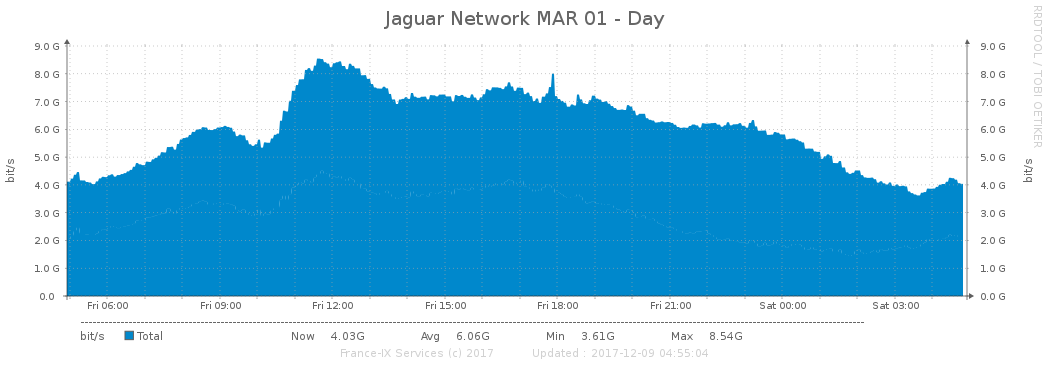 Jaguar Network MAR 01 - Day
RRDTOOL / TOBI OETIKER
bit/s
9.0 G
8.0 G
7.0 G
6.0 G
5.0 G
4.0 G
3.0 G
2.0 G
1.0 G
0.0
9.0 G
8.0 G
7.0 G
6.0 G
5.0 G
4.0 G
3.0 G
2.0 G
1.0 G
0.0 G
bit/s
Fri 06:00 Fri 09:00 Fri 12:00 Fri 15:00 Fri 18:00 Fri 21:00 Sat 00:00 Sat 03:00
bit/s Total Now 4.03G Avg 6.06G Min 3.61G Max 8.54G
France-IX Services (c) 2017 Updated : 2017-12-09 04:55:04